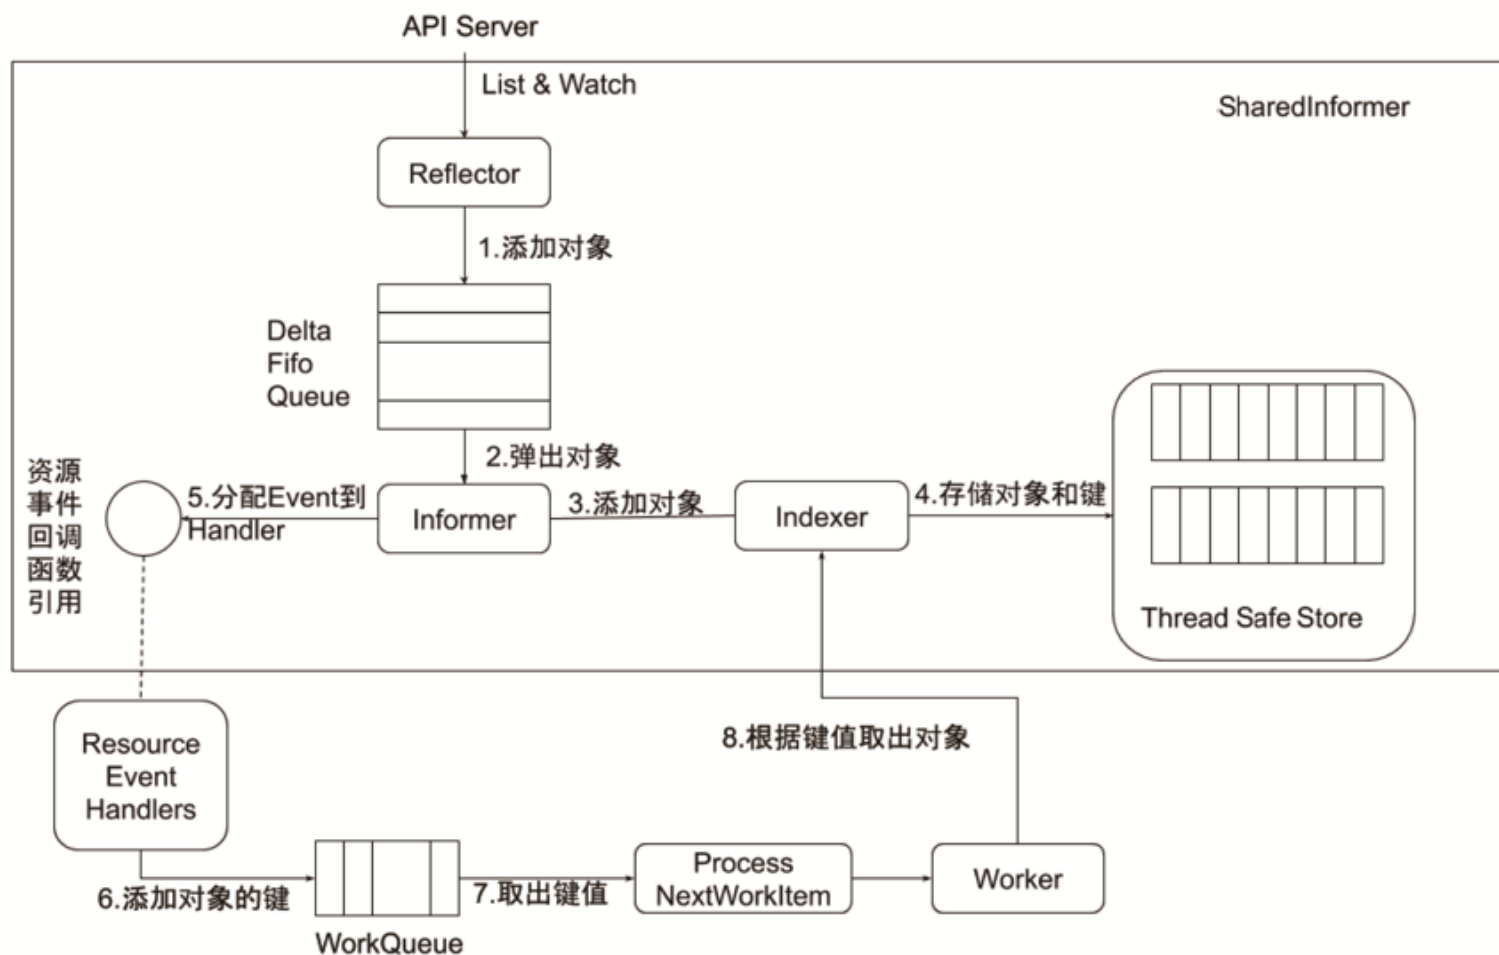 API Server
List & Watch
SharedInformer
Reflector
1.添加对象
Delta
Fifo
Queue
2.弹出对象
资源
事件
回调
函数
引用
5.分配Event到
Handler
Informer
3.添加对象
Indexer
4.存储对象和键
Thread Safe Store
Resource
Event
Handlers
8.根据键值取出对象
6.添加对象的键
WorkQueue
7.取出键值
Process
NextWorkItem
Worker